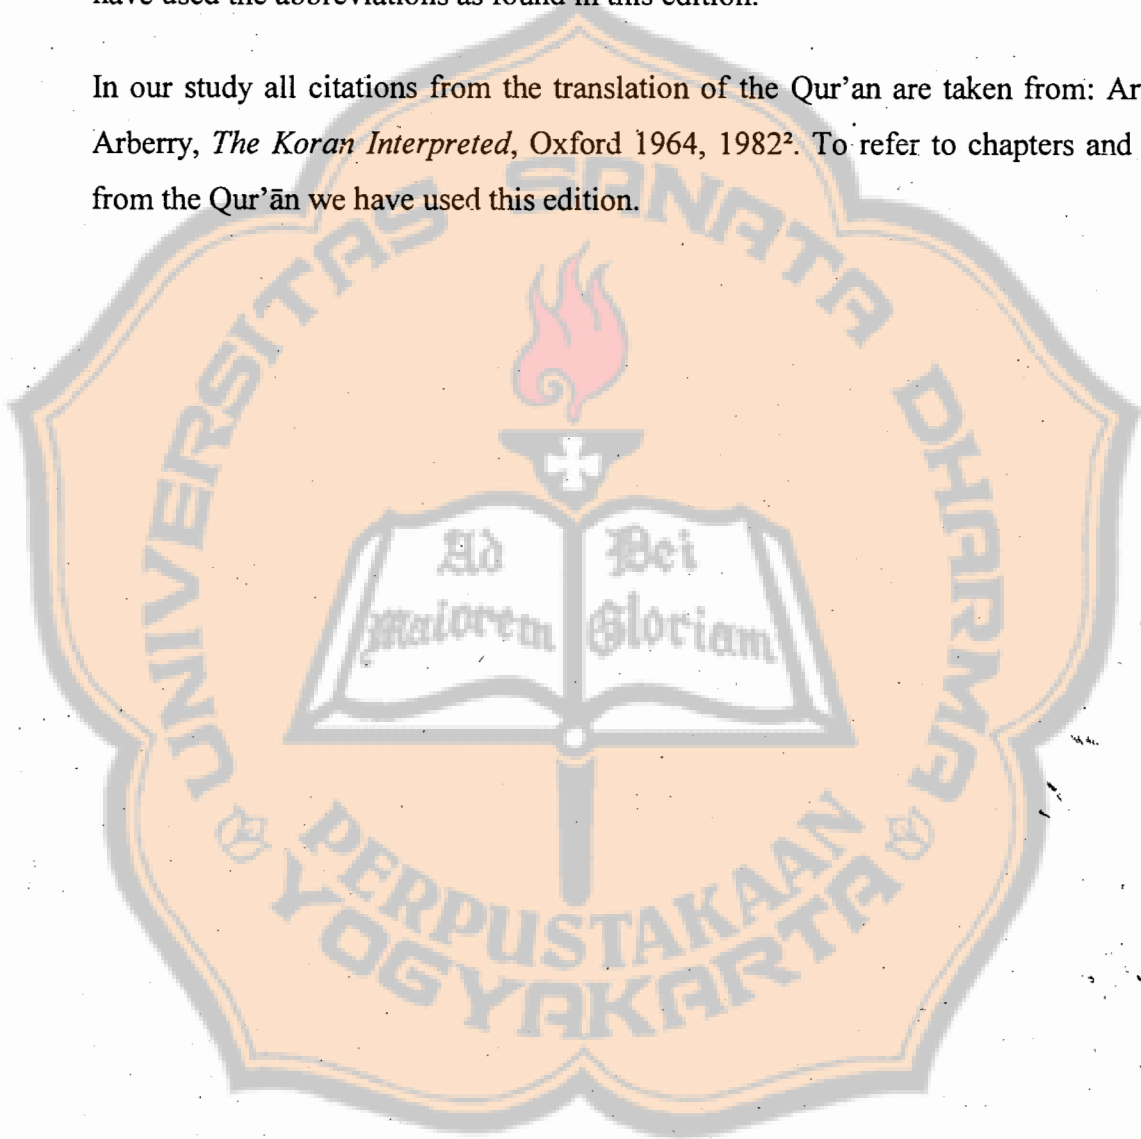 have used the abbreviations as found in this edition.
In our study all citations from the translation of the Qur'an are taken from: Ar
Arberry, The Koran Interpreted, Oxford 1964, 1982². To refer to chapters and
from the Qur'ān we have used this edition.
UNIVERSITAS SANATA DHARMA
Ad Dei
Maiorem Gloriam
PERPUSTAKAAN
YOGYAKARTA